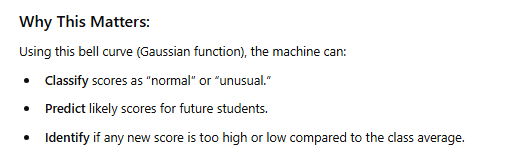 Why This Matters:
Using this bell curve (Gaussian function), the machine can:
• Classify scores as “normal” or “unusual.”
• Predict likely scores for future students.
• Identify if any new score is too high or low compared to the class average.